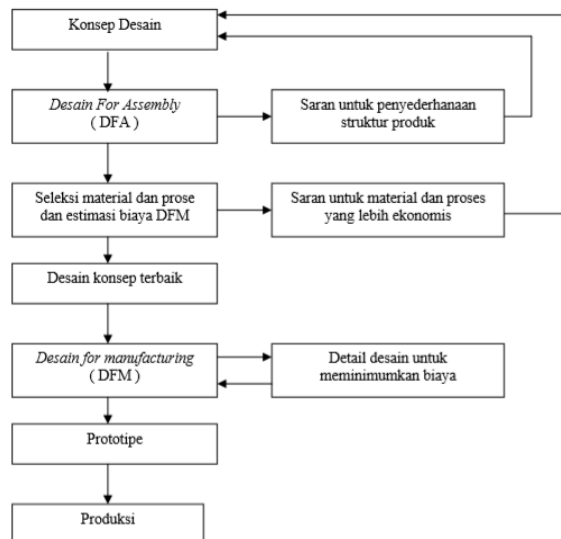 Konsep Desain
Desain For Assembly
( DFA )
Saran untuk penyederhanaan
struktur produk
Seleksi material dan prose
dan estimasi biaya DFM
Saran untuk material dan proses
yang lebih ekonomis
Desain konsep terbaik
Desain for manufacturing
( DFM )
Detail desain untuk
meminimumkan biaya
Prototipe
Produksi